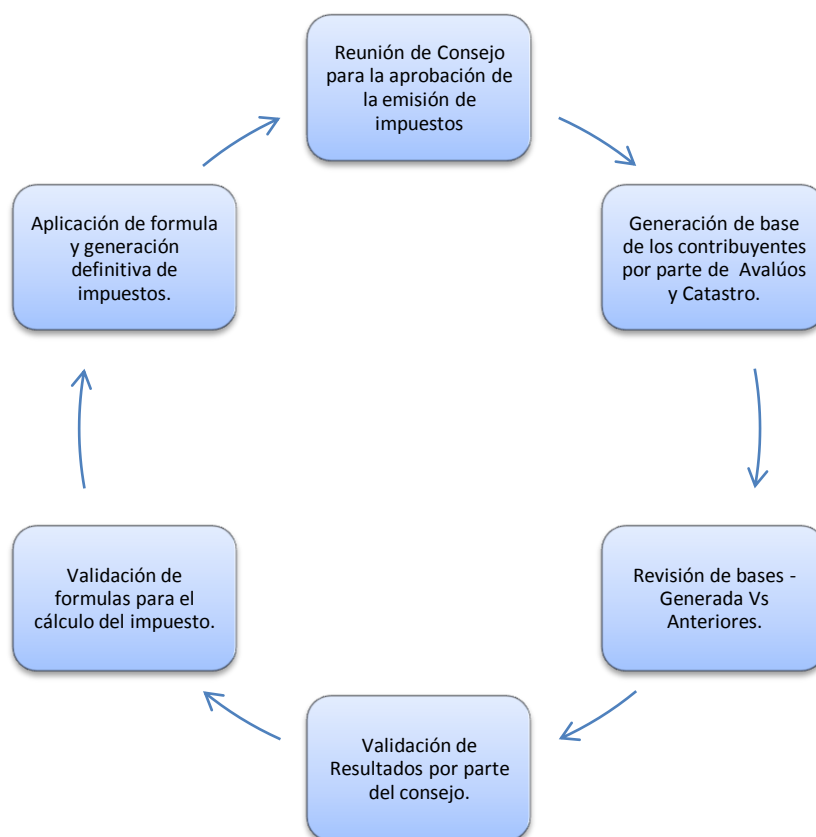 Reunión de Consejo
para la aprobación de
la emisión de
impuestos
Generación de base
de los contribuyentes
por parte de Avalúos
y Catastro.
Revisión de bases -
Generada Vs
Anteriores.
Validación de
Resultados por parte
del consejo.
Validación de
formulas para el
cálculo del impuesto.
Aplicación de formula
y generación
definitiva de
impuestos.